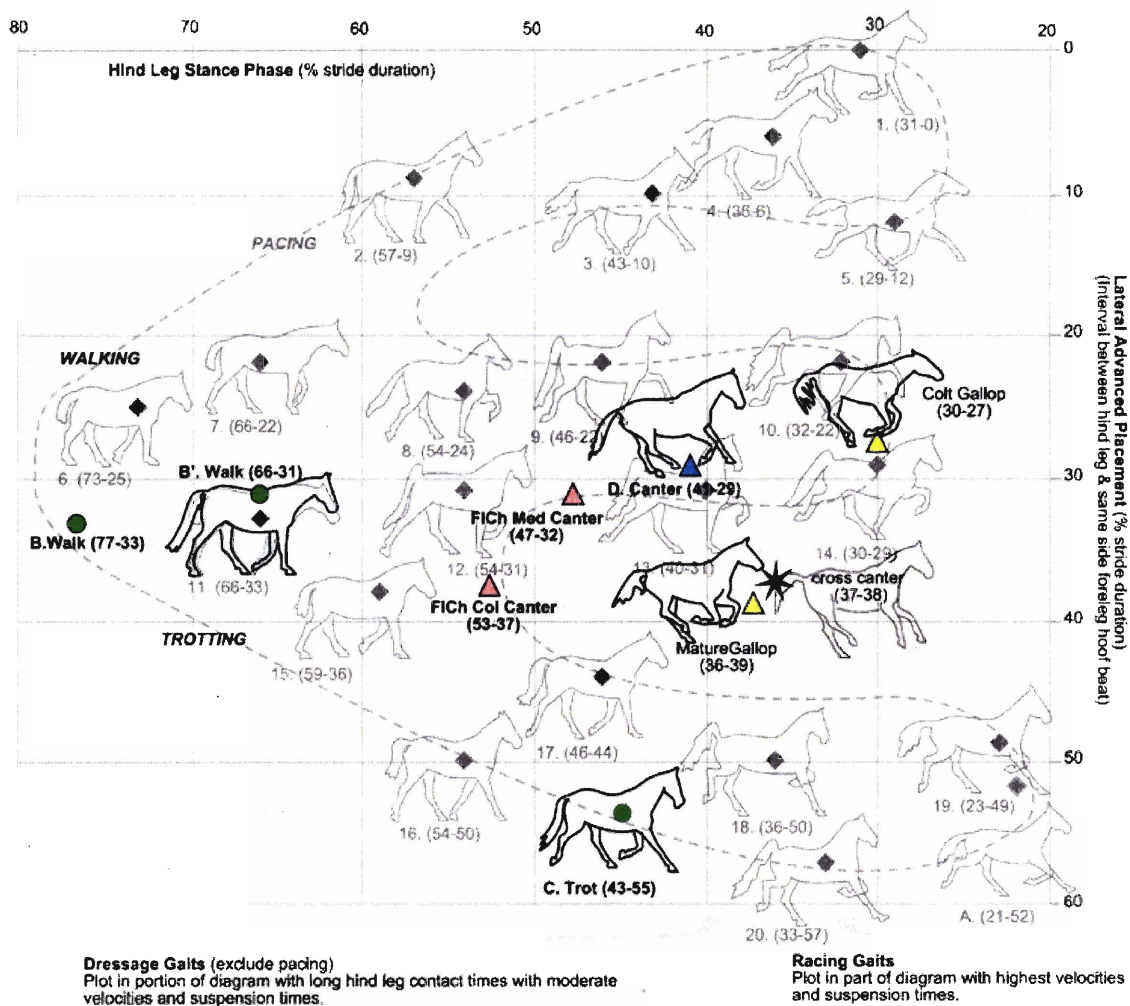 80 70 60 50 40 30 20
Hind Leg Stance Phase (% stride duration)
0
1. (31-0)
2. (57-9)
3. (43-10)
4. (36-6)
5. (29-12)
10
PACING
20
WALKING
Lateral Advanced Placement (% stride duration)
(Interval between hind leg & same side foreleg hoof beat)
6 (73-25)
7. (66-22)
8. (54-24)
9. (46-22)
10. (32-22)
Colt Gallop
(30-27)
30
B'. Walk (66-31)
D. Canter (41-29)
FlCh Med Canter
(47-32)
B.Walk (77-33)
11 (66-33)
12. (54-31)
13. (40-31)
14. (30-29)
cross canter
(37-38)
FlCh Col Canter
(53-37)
40
TROTTING
MatureGallop
(36-39)
15. (59-36)
17. (46-44)
50
16. (54-50)
18. (36-50)
19. (23-49)
C. Trot (43-55)
A. (21-52)
60
20. (33-57)
Dressage Gaits (exclude pacing)
Plot in portion of diagram with long hind leg contact times with moderate
velocities and suspension times.
Racing Gaits
Plot in part of diagram with highest velocities
and suspension times.